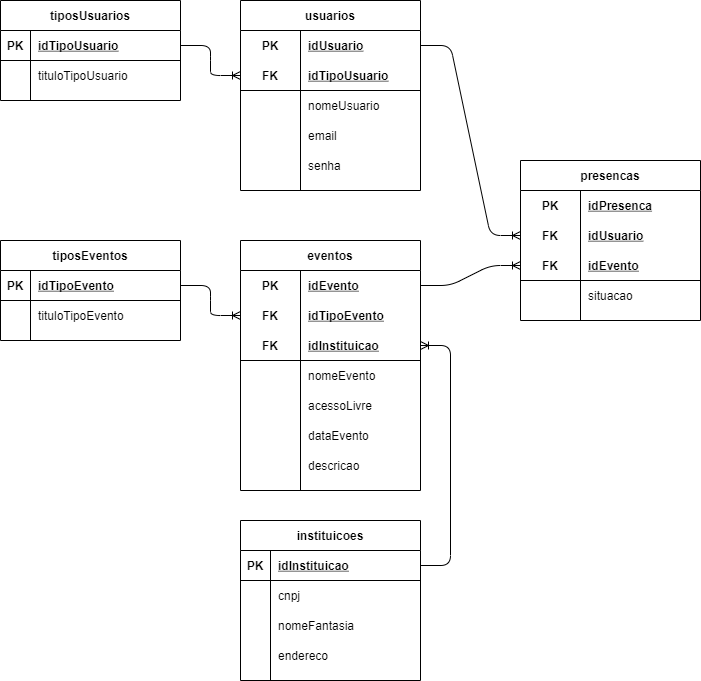 tiposUsuarios
PK idTipoUsuario
tituloTipoUsuario
usuarios
PK idUsuario
FK idTipoUsuario
nomeUsuario
email
senha
presencas
PK idPresenca
FK idUsuario
FK idEvento
situacao
tiposEventos
PK idTipoEvento
tituloTipoEvento
eventos
PK idEvento
FK idTipoEvento
FK idInstituicao
nomeEvento
acessoLivre
dataEvento
descricao
instituicoes
PK idInstituicao
cnpj
nomeFantasia
endereco